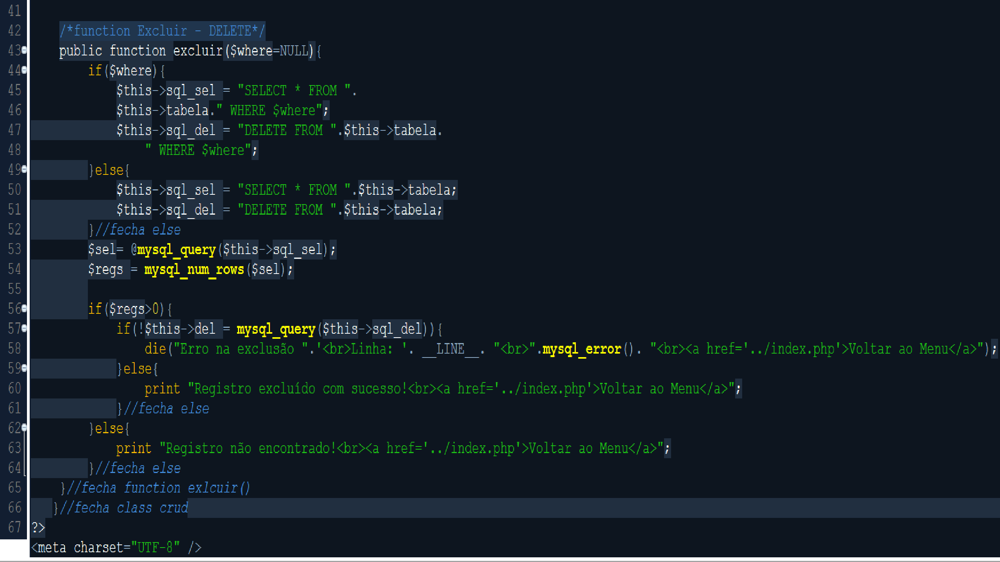 41
42 /*function Excluir - DELETE*/
43 public function excluir($where=NULL){
44 if($where){
45 $this->sql_sel = "SELECT * FROM ".
46 $this->tabela." WHERE $where";
47 $this->sql_del = "DELETE FROM ".$this->tabela.
48 " WHERE $where";
49 }else{
50 $this->sql_sel = "SELECT * FROM ".$this->tabela;
51 $this->sql_del = "DELETE FROM ".$this->tabela;
52 }//fecha else
53 $sel= @mysql_query($this->sql_sel);
54 $regs = mysql_num_rows($sel);
55
56 if($regs>0){
57 if(!$this->del = mysql_query($this->sql_del)){
58 die("Erro na exclusão ".'<br>Linha: '. __LINE__. "<br>".mysql_error(). "<br><a href='../index.php'>Voltar ao Menu</a>");
59 }else{
60 print "Registro excluído com sucesso!<br><a href='../index.php'>Voltar ao Menu</a>";
61 }//fecha else
62 }else{
63 print "Registro não encontrado!<br><a href='../index.php'>Voltar ao Menu</a>";
64 }//fecha else
65 }//fecha function exlcuir()
66 }//fecha class crud
67 ?>
<meta charset="UTF-8" />